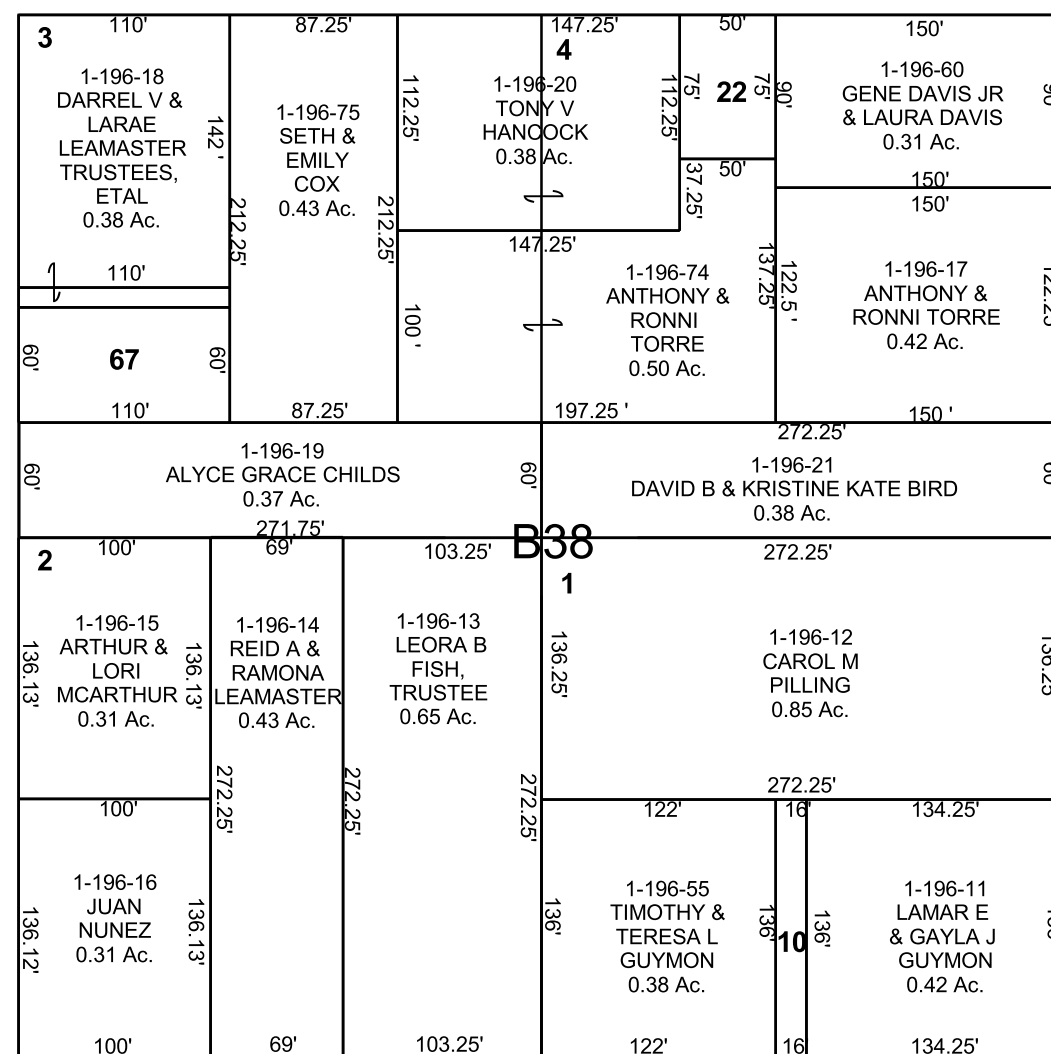 3
110'
1-196-18
DARREL V &
LARAE
LEAMASTER
TRUSTEES,
ETAL
0.38 Ac.
142 '
110'
212.25'
60'
67
60'
110'
87.25'
1-196-75
SETH &
EMILY
COX
0.43 Ac.
212.25'
87.25'
147.25'
4
112.25'
1-196-20
TONY V
HANCOCK
0.38 Ac.
112.25'
147.25'
50'
75'
22
75'
50'
37.25'
100 '
1-196-74
ANTHONY &
RONNI
TORRE
0.50 Ac.
137.25'
197.25 '
150'
90'
1-196-60
GENE DAVIS JR
& LAURA DAVIS
0.31 Ac.
90'
150'
150'
122.5 '
1-196-17
ANTHONY &
RONNI TORRE
0.42 Ac.
122.25
150 '
60'
1-196-19
ALYCE GRACE CHILDS
0.37 Ac.
60'
271.75'
272.25'
1-196-21
DAVID B & KRISTINE KATE BIRD
0.38 Ac.
60
B38
2
100'
136.13'
1-196-15
ARTHUR &
LORI
MCARTHUR
0.31 Ac.
136.13'
100'
136.12'
1-196-16
JUAN
NUNEZ
0.31 Ac.
136.13'
100'
69'
1-196-14
REID A &
RAMONA
LEAMASTER
0.43 Ac.
272.25'
272.25'
69'
103.25'
1-196-13
LEORA B
FISH,
TRUSTEE
0.65 Ac.
272.25'
103.25'
272.25'
1
136.25'
1-196-12
CAROL M
PILLING
0.85 Ac.
136.25
272.25'
122'
136'
1-196-55
TIMOTHY &
TERESA L
GUYMON
0.38 Ac.
136'
122'
16'
10
16'
134.25'
136'
1-196-11
LAMAR E
& GAYLA J
GUYMON
0.42 Ac.
134.25'